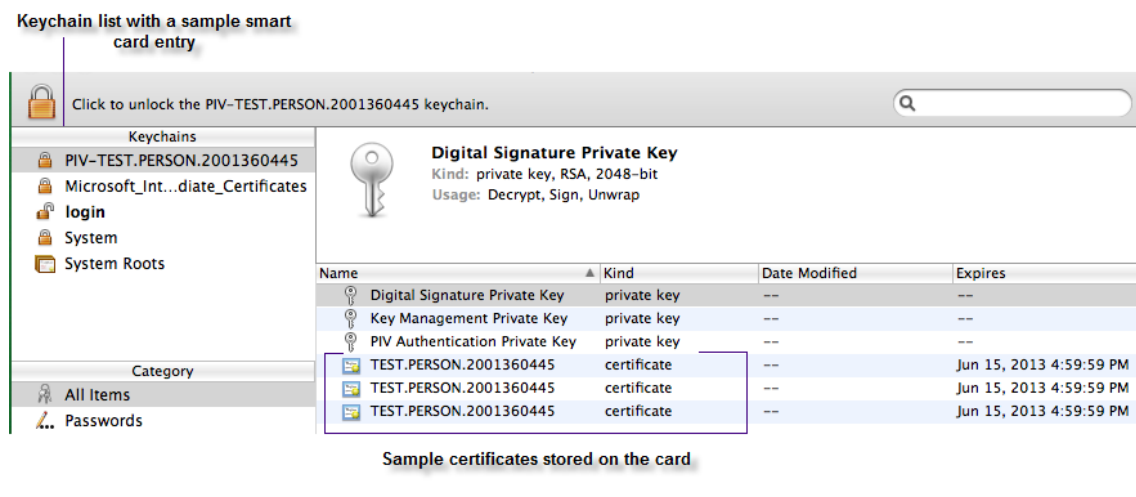 Keychain list with a sample smart
card entry
Click to unlock the PIV-TEST.PERSON.2001360445 keychain.
Keychains
PIV-TEST.PERSON.2001360445
Microsoft_Int...diate_Certificates
login
System
System Roots
Category
All Items
Passwords
Digital Signature Private Key
Kind: private key, RSA, 2048-bit
Usage: Decrypt, Sign, Unwrap
Name Kind Date Modified Expires
Digital Signature Private Key private key -- --
Key Management Private Key private key -- --
PIV Authentication Private Key private key -- --
TEST.PERSON.2001360445 certificate -- Jun 15, 2013 4:59:59 PM
TEST.PERSON.2001360445 certificate -- Jun 15, 2013 4:59:59 PM
TEST.PERSON.2001360445 certificate -- Jun 15, 2013 4:59:59 PM
Sample certificates stored on the card